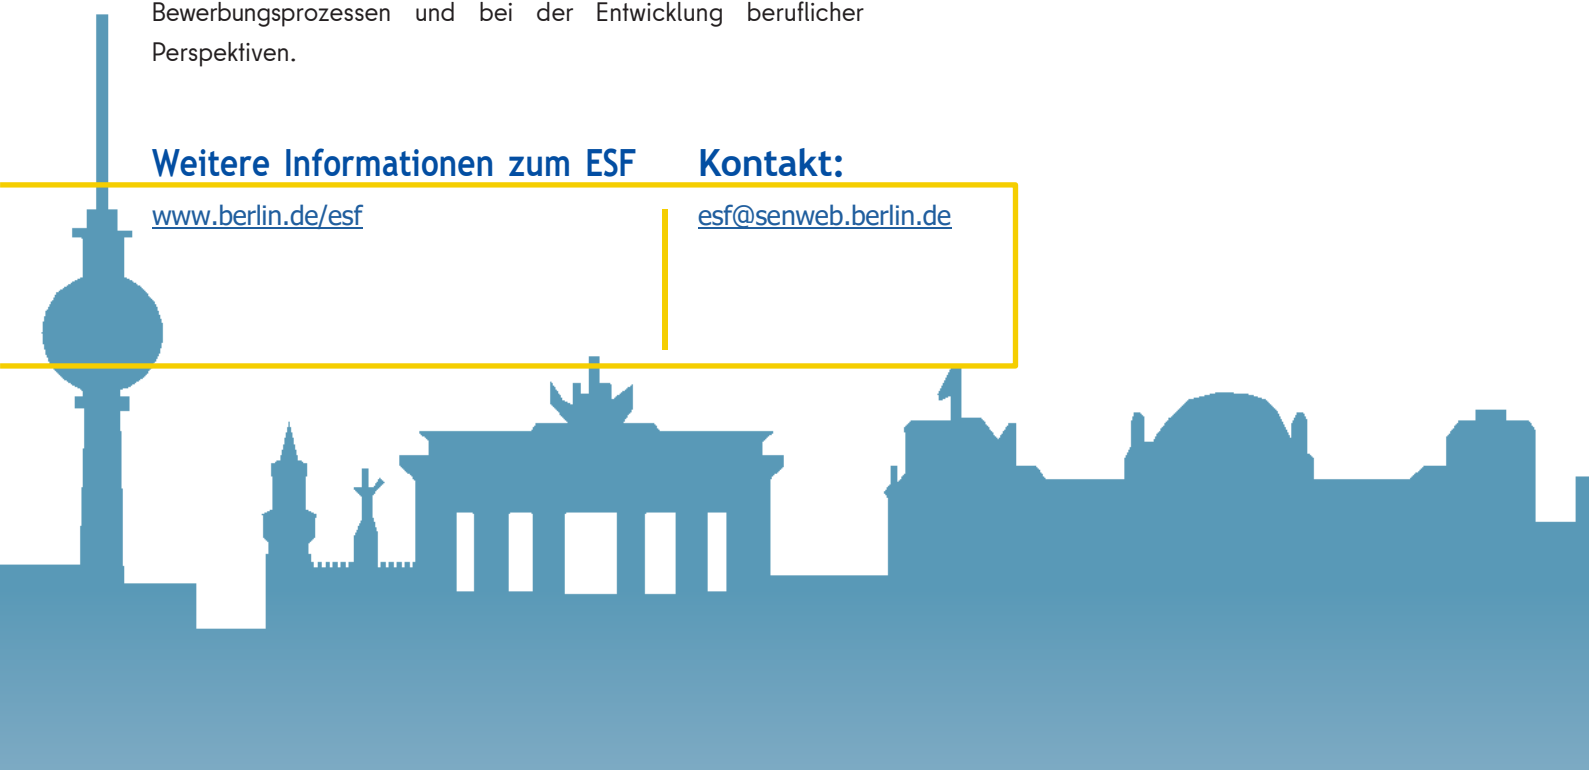 Bewerbungsprozessen und bei der Entwicklung beruflicher
Perspektiven.
Weitere Informationen zum ESF
www.berlin.de/esf
Kontakt:
esf@senweb.berlin.de